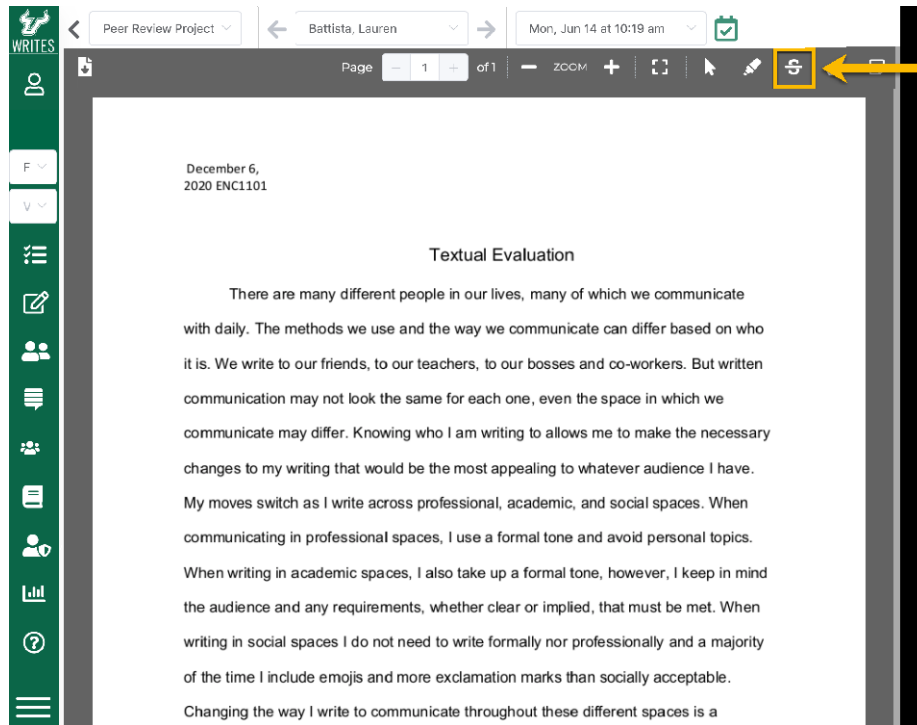 WRITES
Peer Review Project
Battista, Lauren
Mon, Jun 14 at 10:19 am
Page 1 of 1 ZOOM
F
V
December 6,
2020 ENC1101
Textual Evaluation
There are many different people in our lives, many of which we communicate
with daily. The methods we use and the way we communicate can differ based on who
it is. We write to our friends, to our teachers, to our bosses and co-workers. But written
communication may not look the same for each one, even the space in which we
communicate may differ. Knowing who I am writing to allows me to make the necessary
changes to my writing that would be the most appealing to whatever audience I have.
My moves switch as I write across professional, academic, and social spaces. When
communicating in professional spaces, I use a formal tone and avoid personal topics.
When writing in academic spaces, I also take up a formal tone, however, I keep in mind
the audience and any requirements, whether clear or implied, that must be met. When
writing in social spaces I do not need to write formally nor professionally and a majority
of the time I include emojis and more exclamation marks than socially acceptable.
Changing the way I write to communicate throughout these different spaces is a